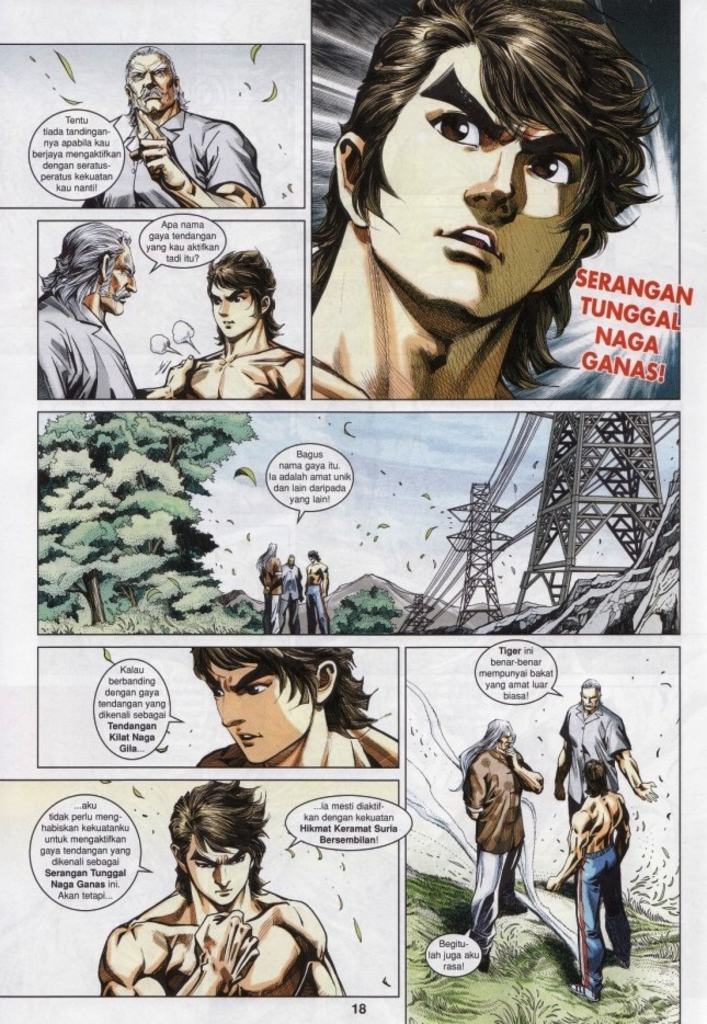 Tentu
tiada tandingan-
nya apabila kau
berjaya mengaktifkan
dengan seratus-
peratus kekuatan
kau nanti!
Apa nama
gaya tendangan
yang kau aktifkan
tadi itu?
SERANGAN
TUNGGAL
NAGA
GANAS!
Bagus
nama gaya itu.
Ia adalah amat unik
dan lain daripada
yang lain!
Kalau
berbanding
dengan gaya
tendangan yang
dikenali sebagai
Tendangan
Kilat Naga
Gila...
...aku
tidak perlu meng-
habiskan kekuatanku
untuk mengaktifkan
gaya tendangan yang
dikenali sebagai
Serangan Tunggal
Naga Ganas ini.
Akan tetapi...
...ia mesti diaktif-
kan dengan kekuatan
Hikmat Keramat Suria
Bersembilan!
Tiger ini
benar-benar
mempunyai bakat
yang amat luar
biasa!
Begitu-
lah juga aku
rasa!
18